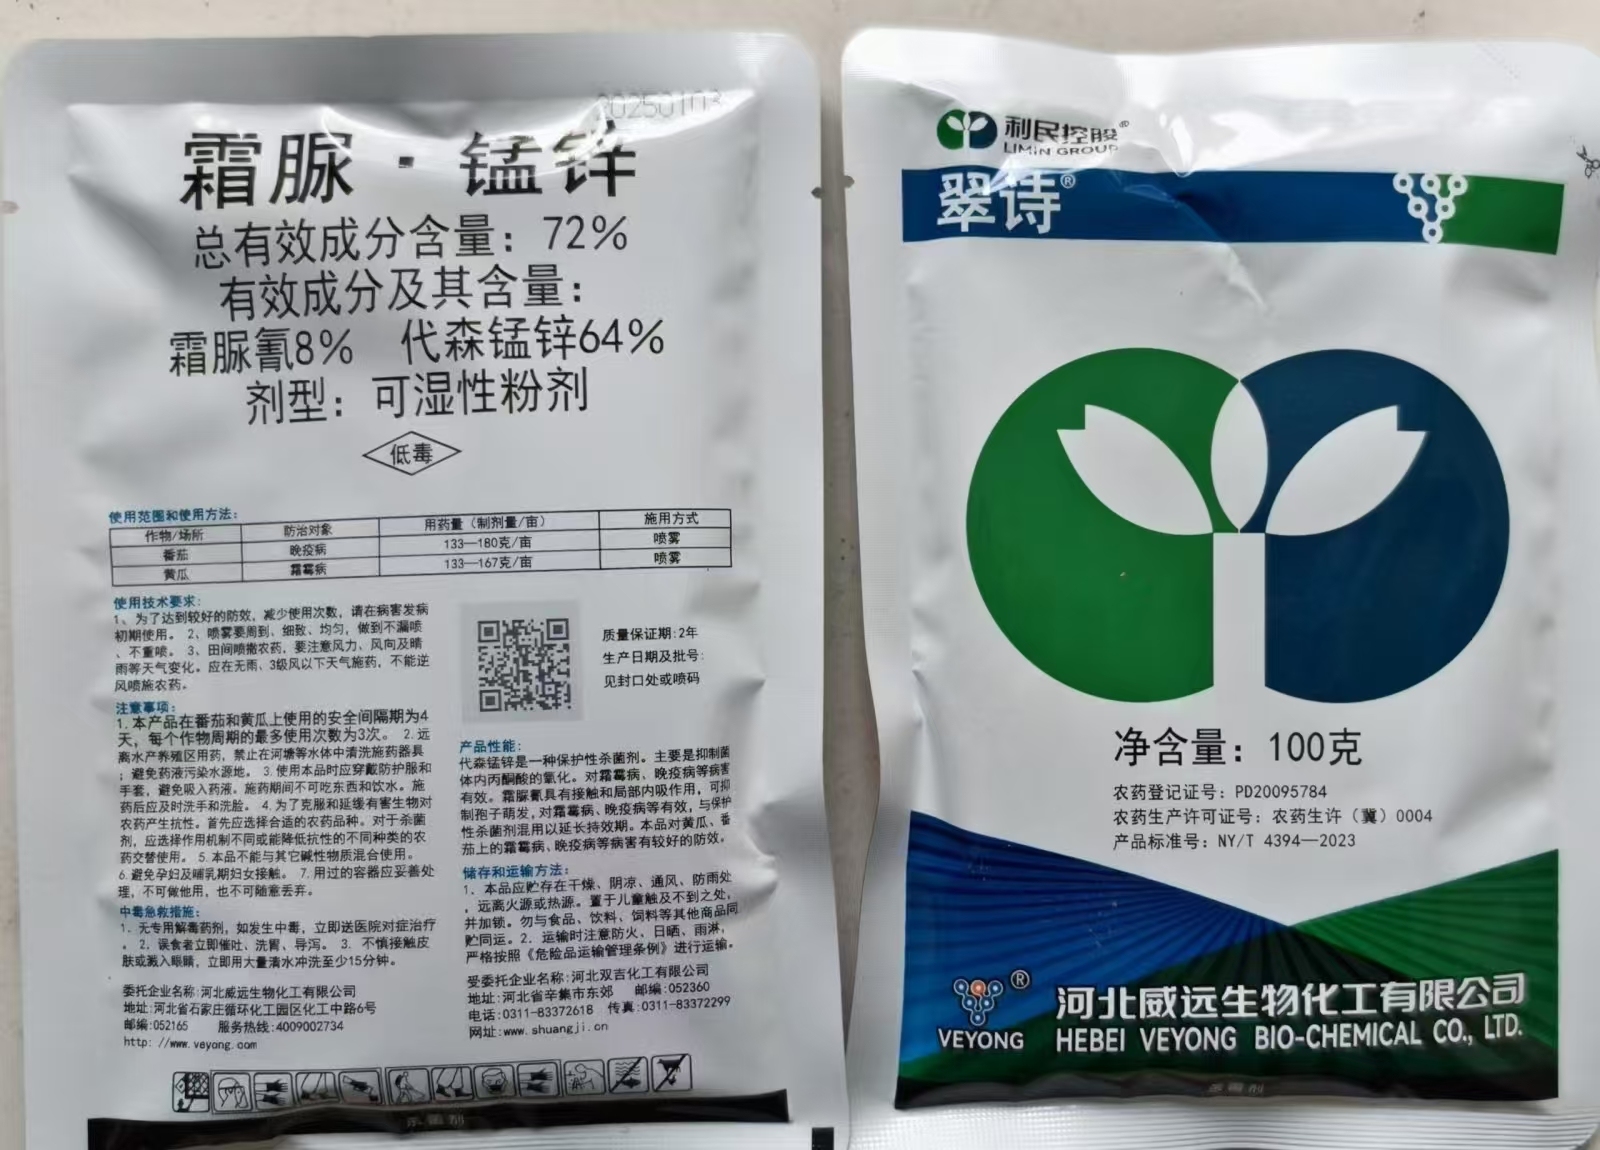 20250103
霜脲·锰锌
总有效成分含量：72%
有效成分及其含量：
霜脲氰8% 代森锰锌64%
剂型：可湿性粉剂
低毒
使用范围和使用方法：
作物/场所 防治对象 用药量（制剂量/亩） 施用方式
番茄 晚疫病 133—180克/亩 喷雾
黄瓜 霜霉病 133—167克/亩 喷雾
使用技术要求：
1、为了达到较好的防效，减少使用次数，请在病害发病
初期使用。 2、喷雾要周到、细致、均匀，做到不漏喷
、不重喷。 3、田间喷撒农药，要注意风力、风向及晴
雨等天气变化。应在无雨、3级风以下天气施药，不能逆
风喷施农药。
注意事项：
1.本产品在番茄和黄瓜上使用的安全间隔期为4
天，每个作物周期的最多使用次数为3次。 2.远
离水产养殖区用药，禁止在河塘等水体中清洗施药器具
；避免药液污染水源地。 3.使用本品时应穿戴防护服和
手套，避免吸入药液。施药期间不可吃东西和饮水。施
药后应及时洗手和洗脸。 4.为了克服和延缓有害生物对
农药产生抗性。首先应选择合适的农药品种。对于杀菌
剂，应选择作用机制不同或能降低抗性的不同种类的农
药交替使用。 5.本品不能与其它碱性物质混合使用。
6.避免孕妇及哺乳期妇女接触。 7.用过的容器应妥善处
理，不可做他用，也不可随意丢弃。
中毒急救措施：
1. 无专用解毒药剂，如发生中毒，立即送医院对症治疗
。 2. 误食者立即催吐、洗胃、导泻。 3. 不慎接触皮
肤或溅入眼睛，立即用大量清水冲洗至少15分钟。
委托企业名称:河北威远生物化工有限公司
地址:河北省石家庄循环化工园区化工中路6号
邮编:052165 服务热线:4009002734
http://www.veyong.com
质量保证期:2年
生产日期及批号:
见封口处或喷码
产品性能：
代森锰锌是一种保护性杀菌剂。主要是抑制菌
体内丙酮酸的氧化。对霜霉病、晚疫病等病害
有效。霜脲氰具有接触和局部内吸作用，可抑
制孢子萌发，对霜霉病、晚疫病等有效，与保护
性杀菌剂混用以延长持效期。本品对黄瓜、番
茄上的霜霉病、晚疫病等病害有较好的防效。
储存和运输方法：
1. 本品应贮存在干燥、阴凉、通风、防雨处
，远离火源或热源。置于儿童触及不到之处，
并加锁。勿与食品、饮料、饲料等其他商品同
贮同运。2. 运输时注意防火、日晒、雨淋，
严格按照《危险品运输管理条例》进行运输。
受委托企业名称:河北双吉化工有限公司
地址:河北省辛集市东郊 邮编:052360
电话:0311-83372618 传真:0311-83372299
网址:www.shuangji.cn
杀菌剂
利民控股®
LIMIN GROUP
翠诗®
净含量：100克
农药登记证号：PD20095784
农药生产许可证号：农药生许（冀）0004
产品标准号：NY/T 4394—2023
®
VEYONG
河北威远生物化工有限公司
HEBEI VEYONG BIO-CHEMICAL CO., LTD.
杀菌剂